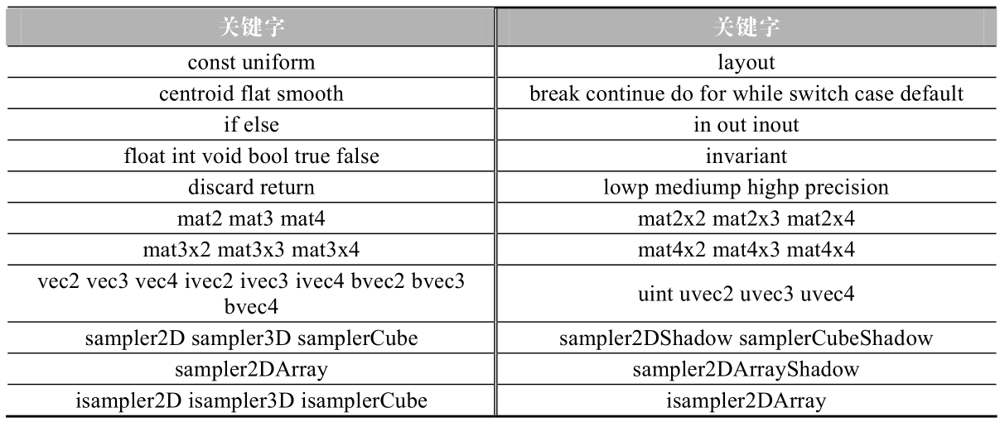 关键字 关键字
const uniform layout
centroid flat smooth break continue do for while switch case default
if else in out inout
float int void bool true false invariant
discard return lowp mediump highp precision
mat2 mat3 mat4 mat2x2 mat2x3 mat2x4
mat3x2 mat3x3 mat3x4 mat4x2 mat4x3 mat4x4
vec2 vec3 vec4 ivec2 ivec3 ivec4 bvec2 bvec3
bvec4
uint uvec2 uvec3 uvec4
sampler2D sampler3D samplerCube sampler2DShadow samplerCubeShadow
sampler2DArray sampler2DArrayShadow
isampler2D isampler3D isamplerCube isampler2DArray